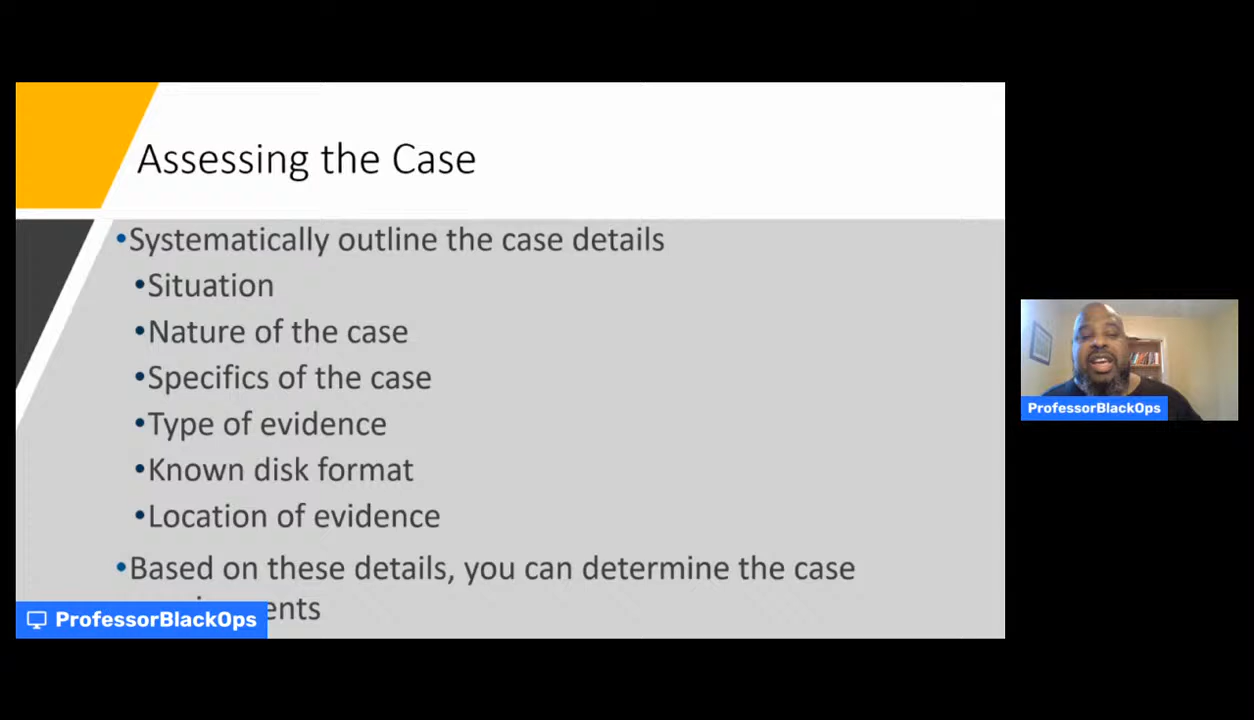 Assessing the Case
•Systematically outline the case details
•Situation
•Nature of the case
•Specifics of the case
•Type of evidence
•Known disk format
•Location of evidence
•Based on these details, you can determine the case
ProfessorBlackOps
ProfessorBlackOps